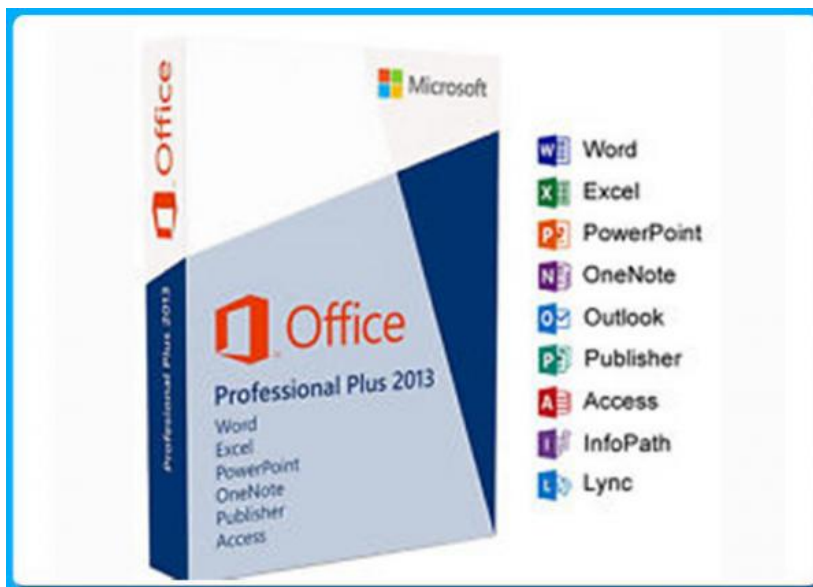 Office
Profesional Plus 2013
Microsoft
Office
Professional Plus 2013
Word
Excel
PowerPoint
OneNote
Publisher
Access
Word
Excel
PowerPoint
OneNote
Outlook
Publisher
Access
InfoPath
Lync